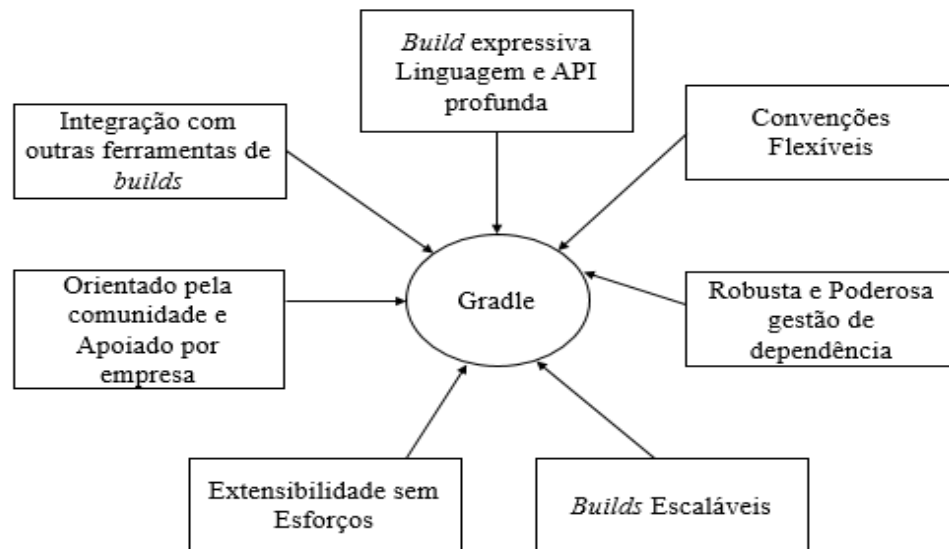 Build expressiva
Linguagem e API
profunda
Integração com
outras ferramentas de
builds
Convenções
Flexíveis
Orientado pela
comunidade e
Apoiado por
empresa
Gradle
Robusta e Poderosa
gestão de
dependência
Extensibilidade sem
Esforços
Builds Escaláveis